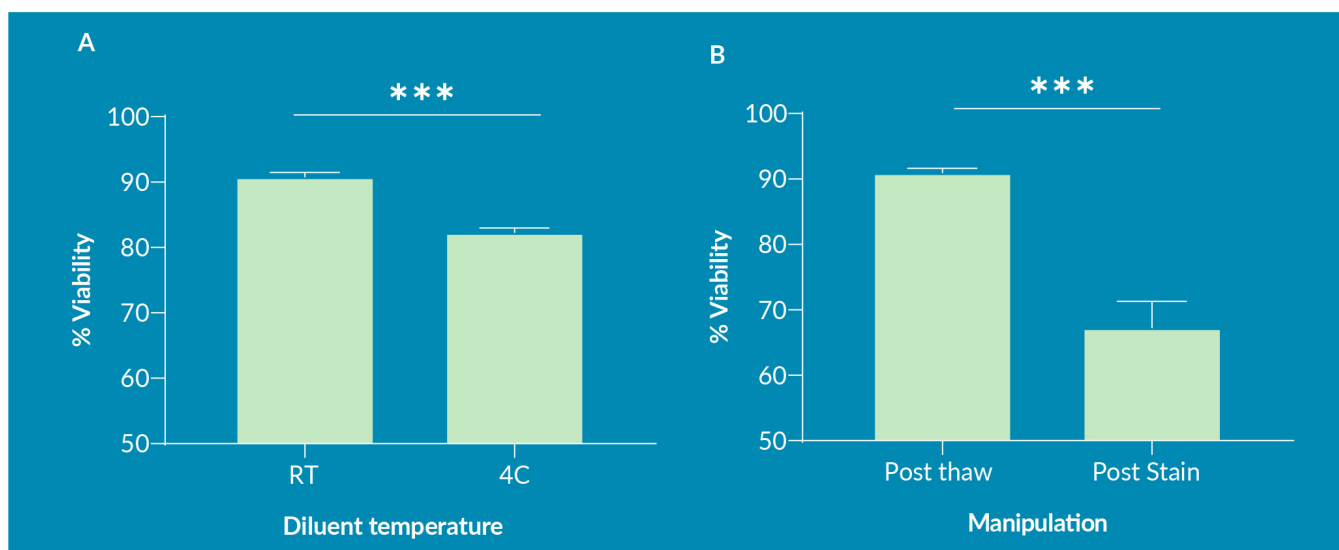 A
***
100
90
80
70
60
50
% Viability
RT 4C
Diluent temperature
B
***
100
90
80
70
60
50
% Viability
Post thaw Post Stain
Manipulation